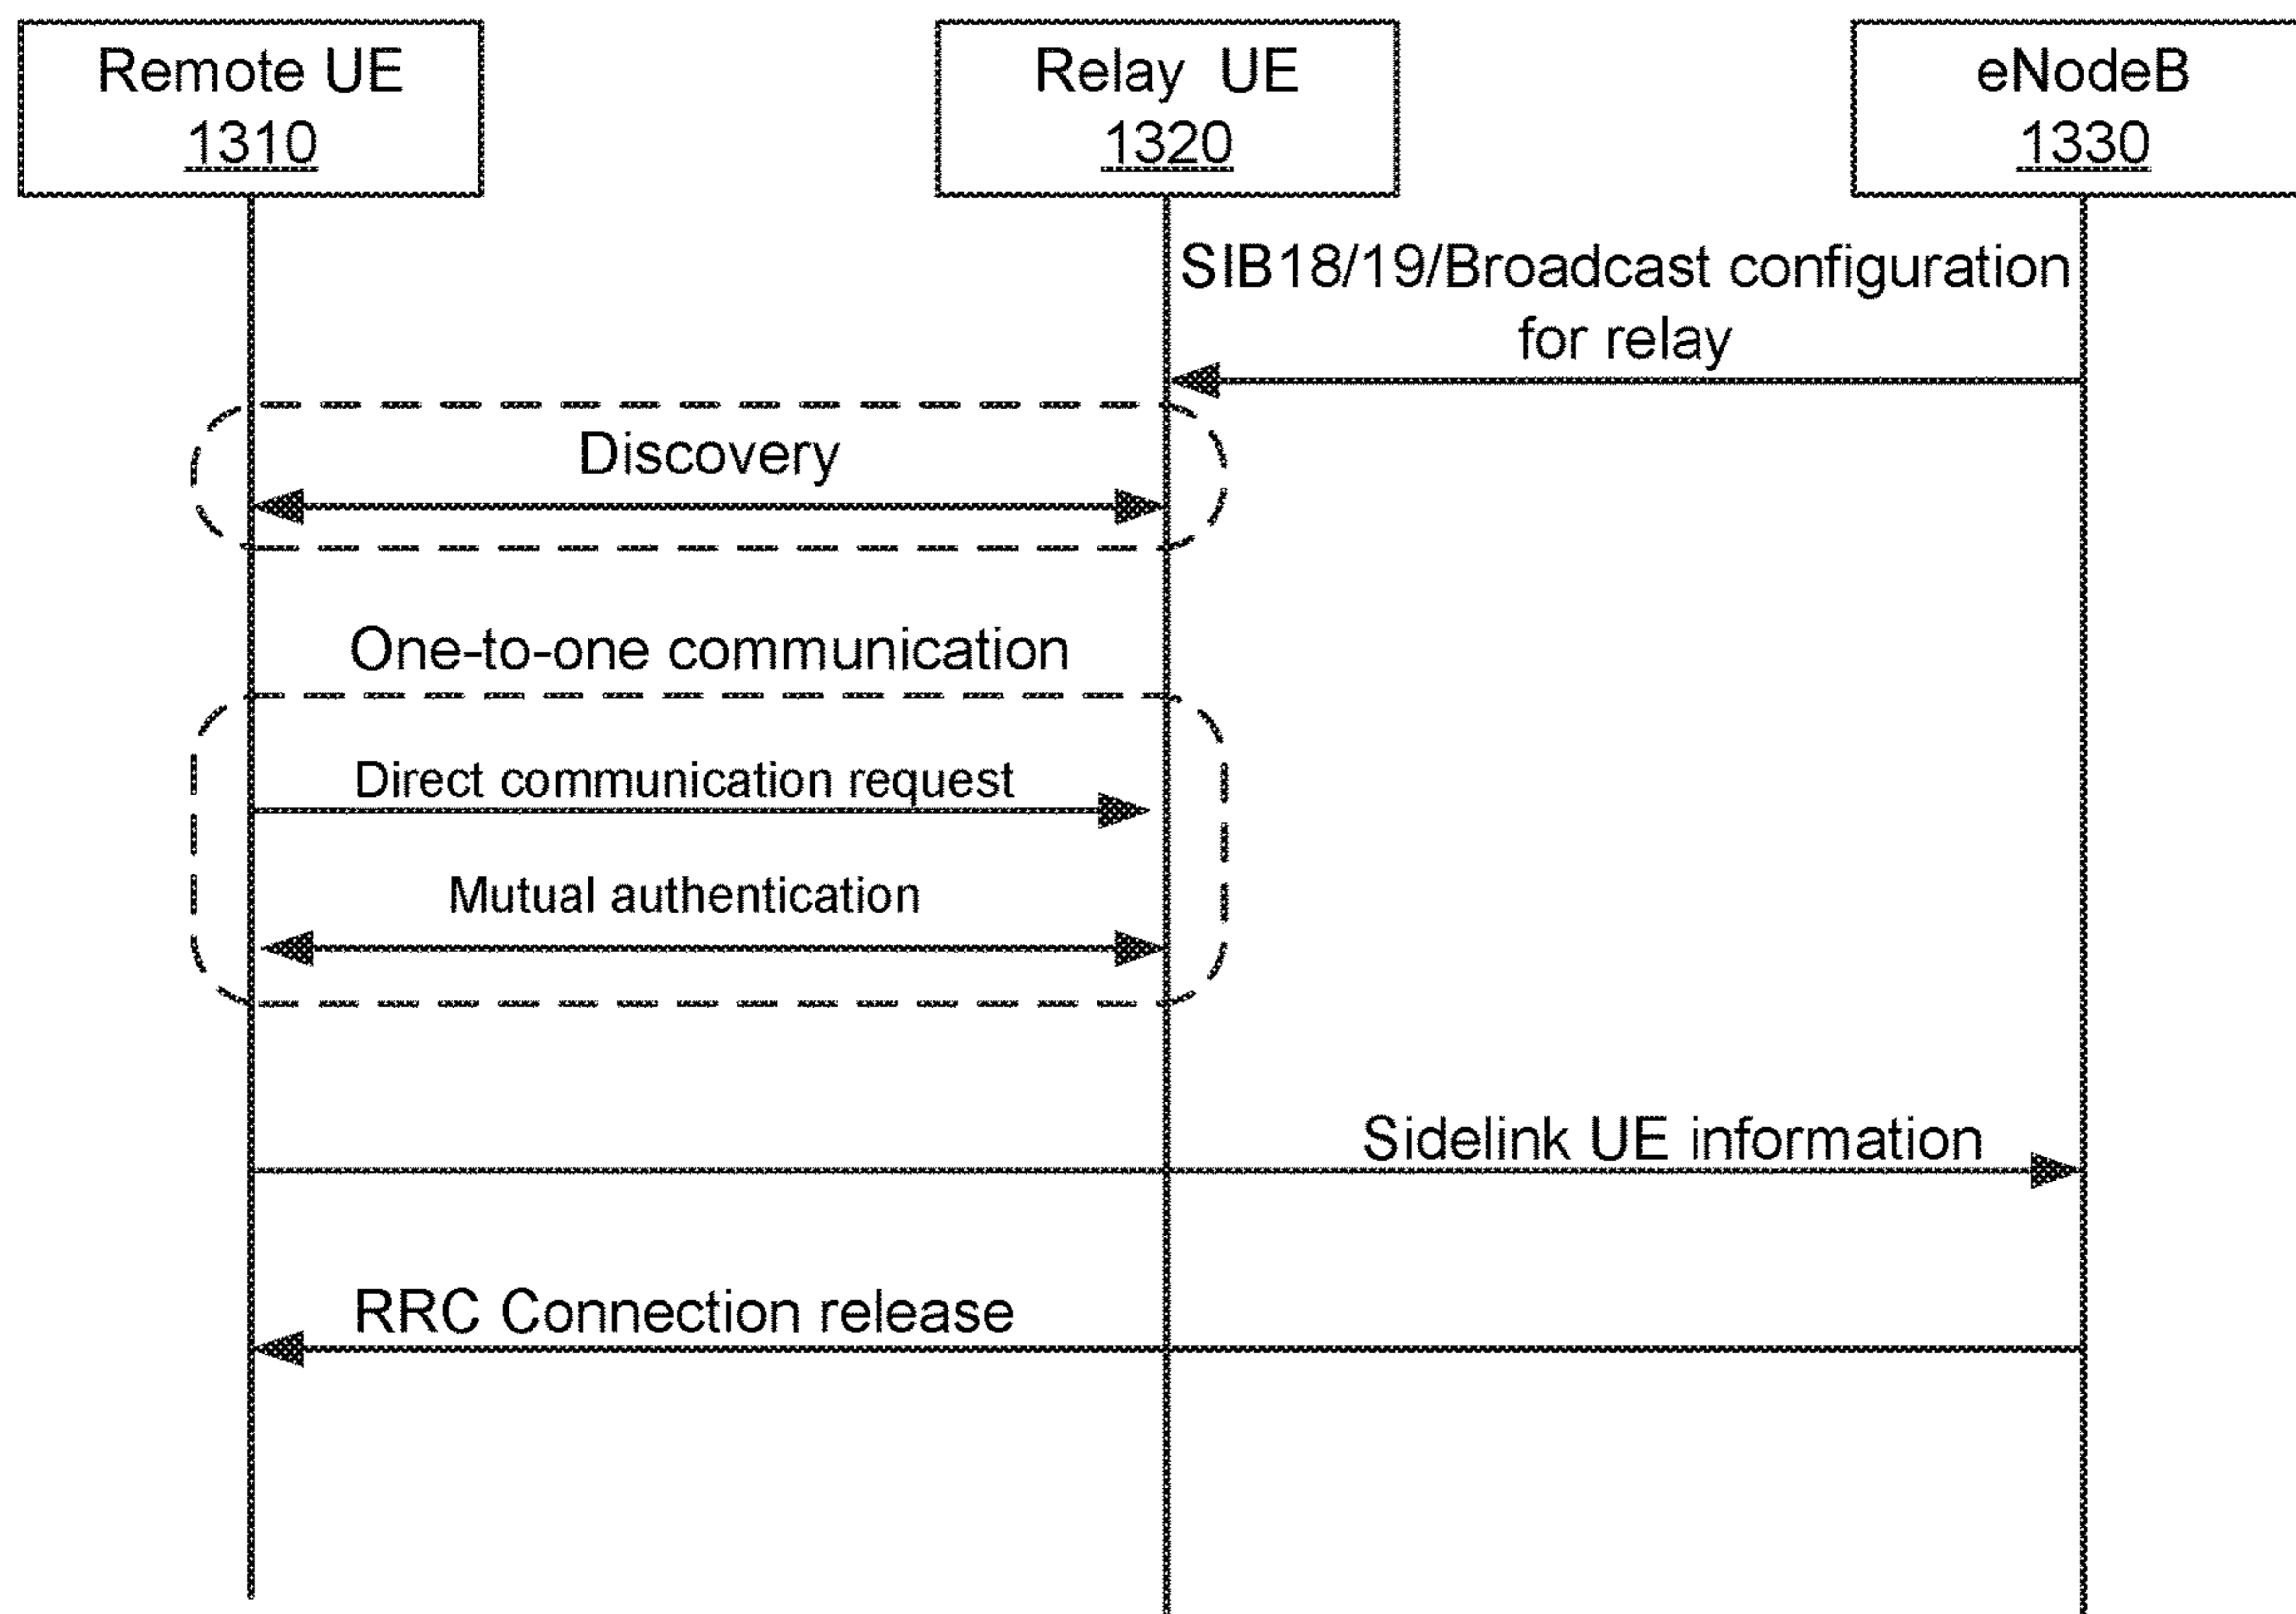 Remote UE
1310
Relay UE
1320
eNodeB
1330
SIB18/19/Broadcast configuration
for relay
Discovery
One-to-one communication
Direct communication request
Mutual authentication
Sidelink UE information
RRC Connection release